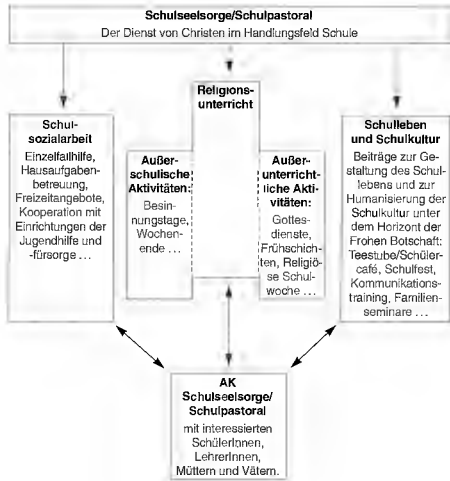 Schulseelsorge/Schulpastoral
Der Dienst von Christen im Handlungsfeld Schule
Schul-
sozialarbeit
Einzelfallhilfe,
Hausaufgaben-
betreuung,
Freizeitangebote,
Kooperation mit
Einrichtungen der
Jugendhilfe und
-fürsorge ...
Religions-
unterricht
Außer-
schulische
Aktivitäten:
Besin-
nungstage,
Wochen-
ende ...
Außer-
unterricht-
liche Akti-
vitäten:
Gottes-
dienste,
Frühschich-
ten, Religiö-
se Schul-
woche ...
Schulleben
und Schulkultur
Beiträge zur Ge-
staltung des Schul-
lebens und zur
Humanisierung der
Schulkultur unter
dem Horizont der
Frohen Botschaft:
Teestube/Schüler-
café, Schulfest,
Kommunikations-
training, Familien-
seminare ...
AK
Schulseelsorge/
Schulpastoral
mit interessierten
SchülerInnen,
LehrerInnen,
Müttern und Vätern.